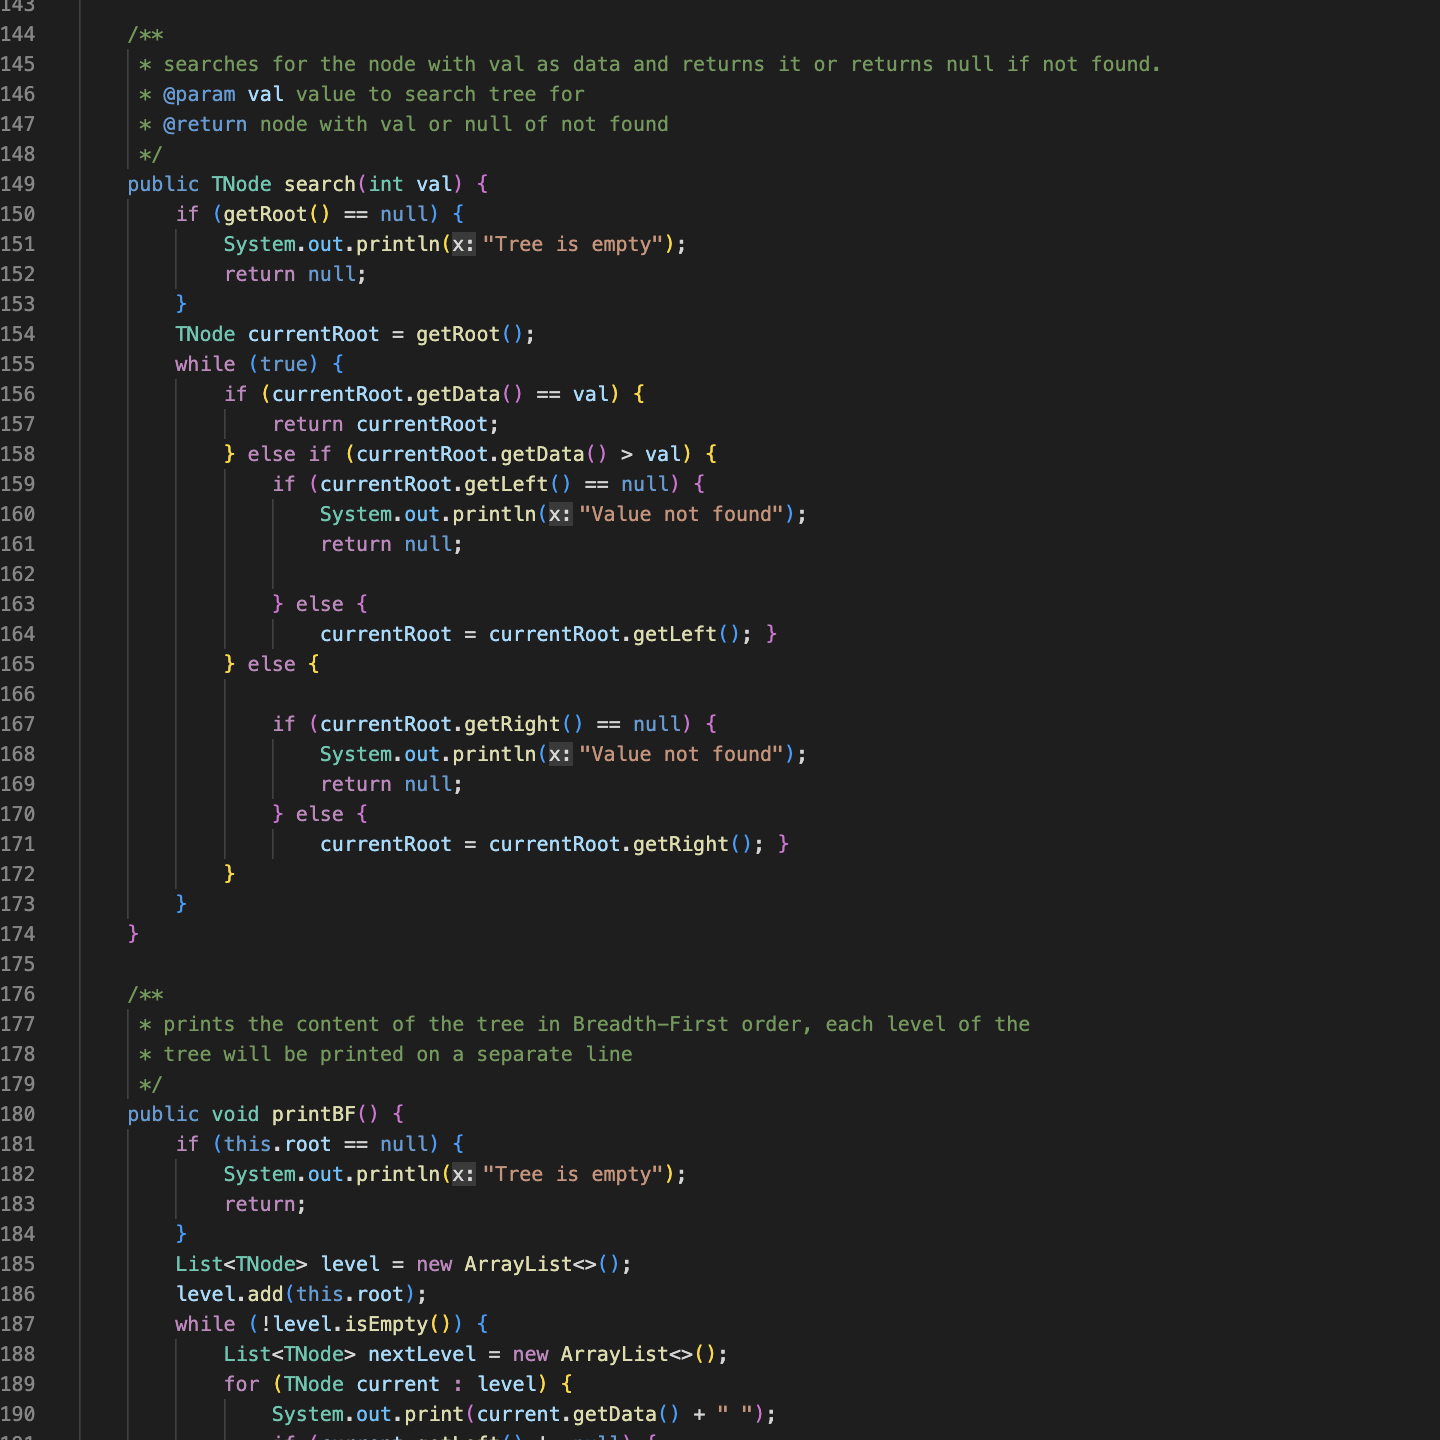 143
144 /**
145 * searches for the node with val as data and returns it or returns null if not found.
146 * @param val value to search tree for
147 * @return node with val or null of not found
148 */
149 public TNode search(int val) {
150 if (getRoot() == null) {
151 System.out.println(x: "Tree is empty");
152 return null;
153 }
154 TNode currentRoot = getRoot();
155 while (true) {
156 if (currentRoot.getData() == val) {
157 return currentRoot;
158 } else if (currentRoot.getData() > val) {
159 if (currentRoot.getLeft() == null) {
160 System.out.println(x: "Value not found");
161 return null;
162
163 } else {
164 currentRoot = currentRoot.getLeft(); }
165 } else {
166
167 if (currentRoot.getRight() == null) {
168 System.out.println(x: "Value not found");
169 return null;
170 } else {
171 currentRoot = currentRoot.getRight(); }
172 }
173 }
174 }
175
176 /**
177 * prints the content of the tree in Breadth-First order, each level of the
178 * tree will be printed on a separate line
179 */
180 public void printBF() {
181 if (this.root == null) {
182 System.out.println(x: "Tree is empty");
183 return;
184 }
185 List<TNode> level = new ArrayList<>();
186 level.add(this.root);
187 while (!level.isEmpty()) {
188 List<TNode> nextLevel = new ArrayList<>();
189 for (TNode current : level) {
190 System.out.print(current.getData() + " ");